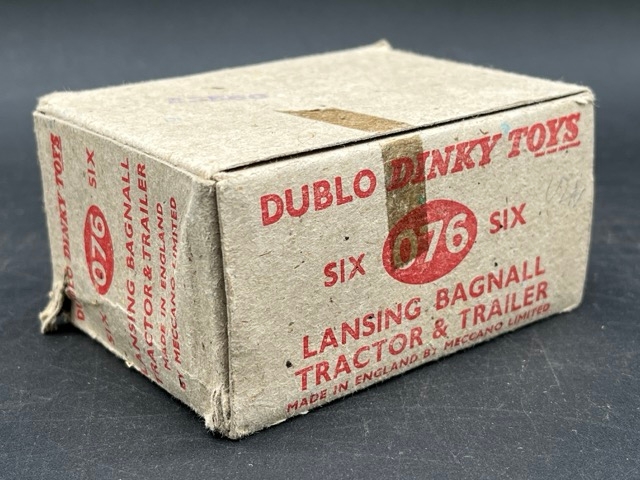 DUBLO DINKY TOYS
SIX 076 SIX
LANSING BAGNALL
TRACTOR & TRAILER
MADE IN ENGLAND BY MECCANO LIMITED
DUBLO DINKY TOYS
SIX 076 SIX
LANSING BAGNALL
TRACTOR & TRAILER
MADE IN ENGLAND
BY MECCANO LIMITED